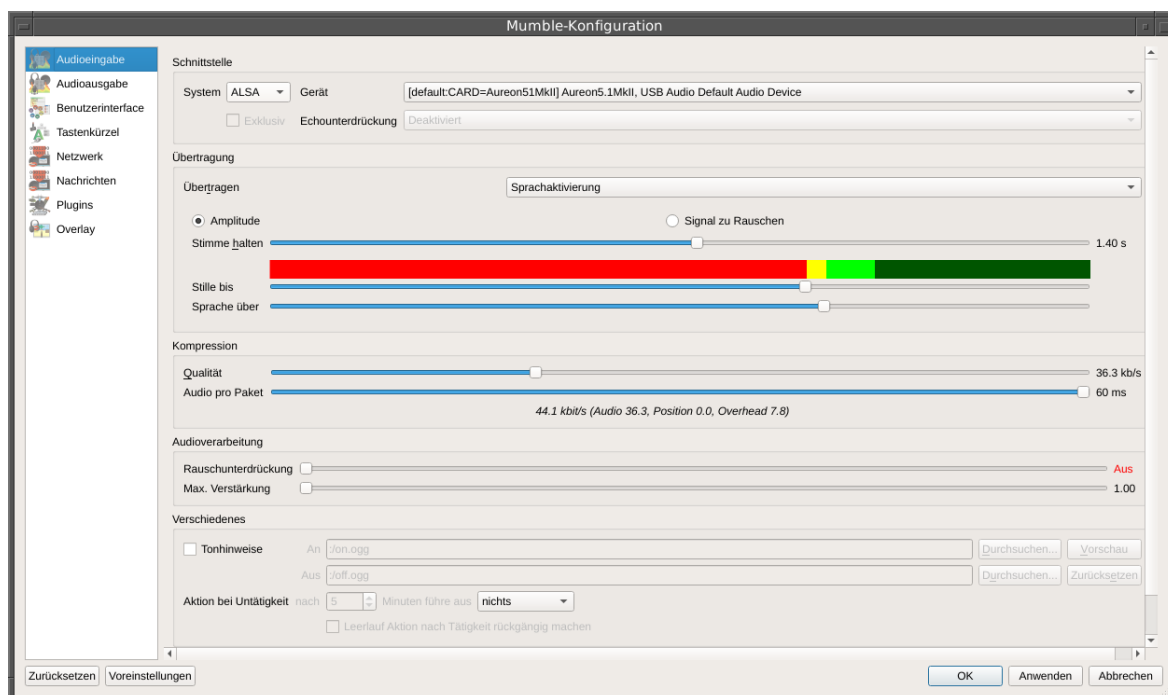 Mumble-Konfiguration
Audioeingabe
Audioausgabe
Benutzerinterface
Tastenkürzel
Netzwerk
Nachrichten
Plugins
Overlay
Schnittstelle
System ALSA Gerät [default:CARD=Aureon51MkII] Aureon5.1MkII, USB Audio Default Audio Device
Exklusiv Echounterdrückung Deaktiviert
Übertragung
Übertragen Sprachaktivierung
Amplitude Signal zu Rauschen
Stimme halten 1.40 s
Stille bis
Sprache über
Kompression
Qualität 36.3 kb/s
Audio pro Paket 60 ms
44.1 kbit/s (Audio 36.3, Position 0.0, Overhead 7.8)
Audioverarbeitung
Rauschunterdrückung Aus
Max. Verstärkung 1.00
Verschiedenes
Tonhinweise An :/on.ogg Durchsuchen... Vorschau
Aus :/off.ogg Durchsuchen... Zurücksetzen
Aktion bei Untätigkeit nach 5 Minuten führe aus nichts
Leerlauf Aktion nach Tätigkeit rückgängig machen
Zurücksetzen Voreinstellungen OK Anwenden Abbrechen